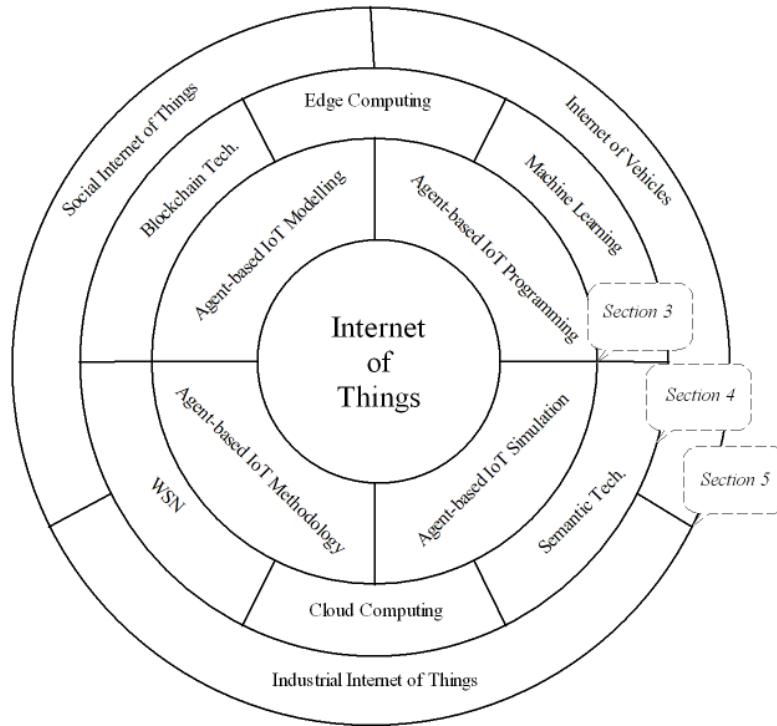 Social Internet of Things
Internet of Vehicles
Industrial Internet of Things
Edge Computing
Blockchain Tech.
Machine Learning
WSN
Cloud Computing
Semantic Tech.
Agent-based IoT Modelling
Agent-based IoT Programming
Agent-based IoT Methodology
Agent-based IoT Simulation
Internet
of
Things
Section 3
Section 4
Section 5